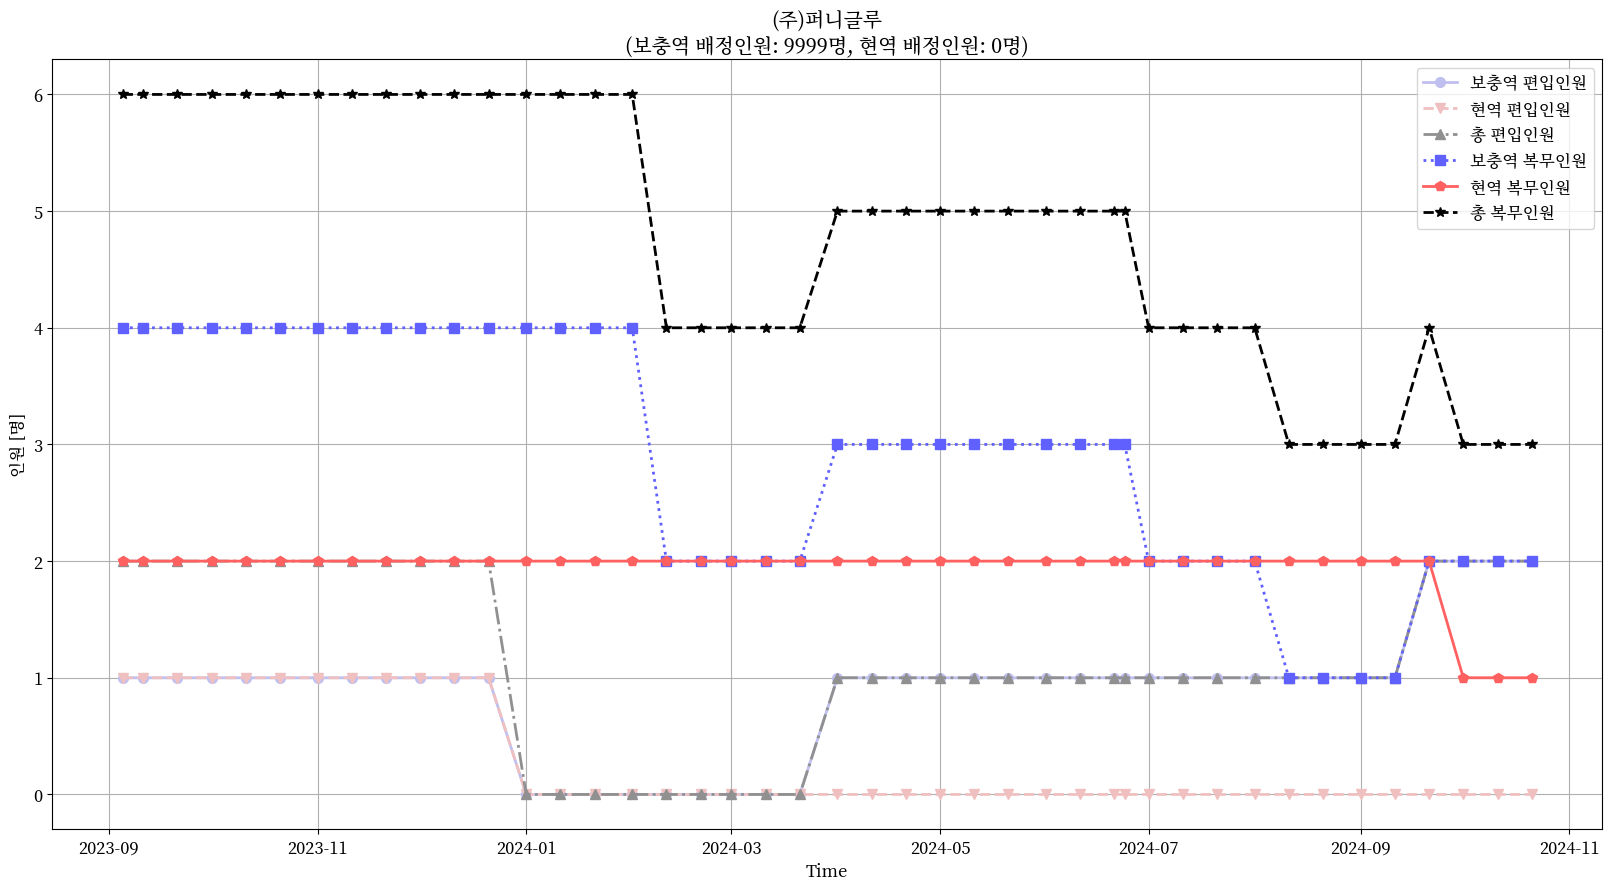 (주)퍼니글루
(보충역 배정인원: 9999명, 현역 배정인원: 0명)
보충역 편입인원
현역 편입인원
총 편입인원
보충역 복무인원
현역 복무인원
총 복무인원
인원 [명]
6
5
4
3
2
1
0
2023-09
2023-11
2024-01
2024-03
2024-05
2024-07
2024-09
2024-11
Time